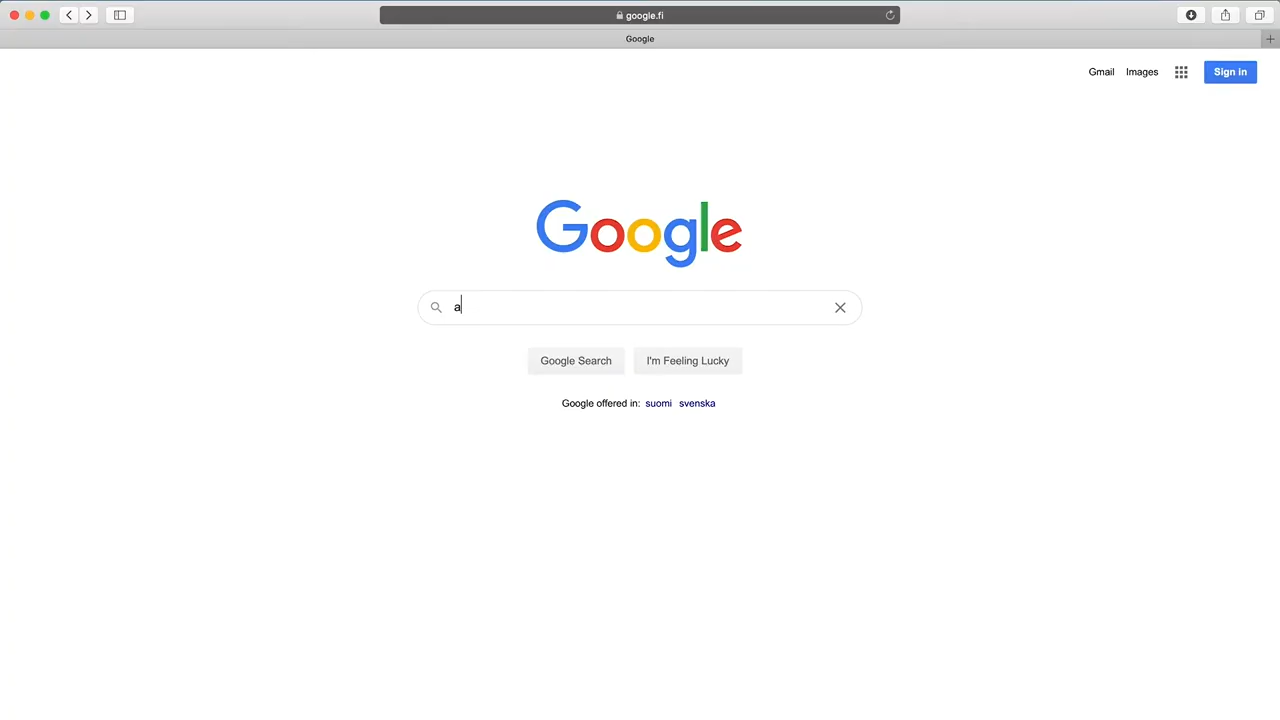 google.fi
Google
Gmail Images Sign in
Google
a
Google Search I'm Feeling Lucky
Google offered in: suomi svenska